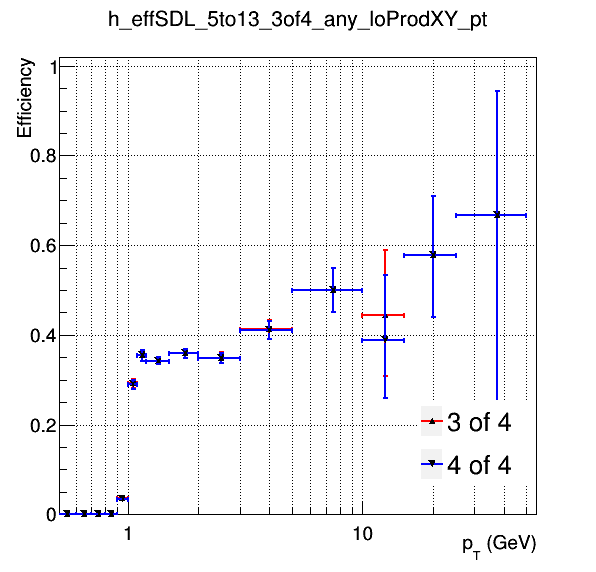 h_effSDL_5to13_3of4_any_loProdXY_pt
Efficiency
1
0.8
0.6
0.4
0.2
0
3 of 4
4 of 4
1
10
p_T (GeV)